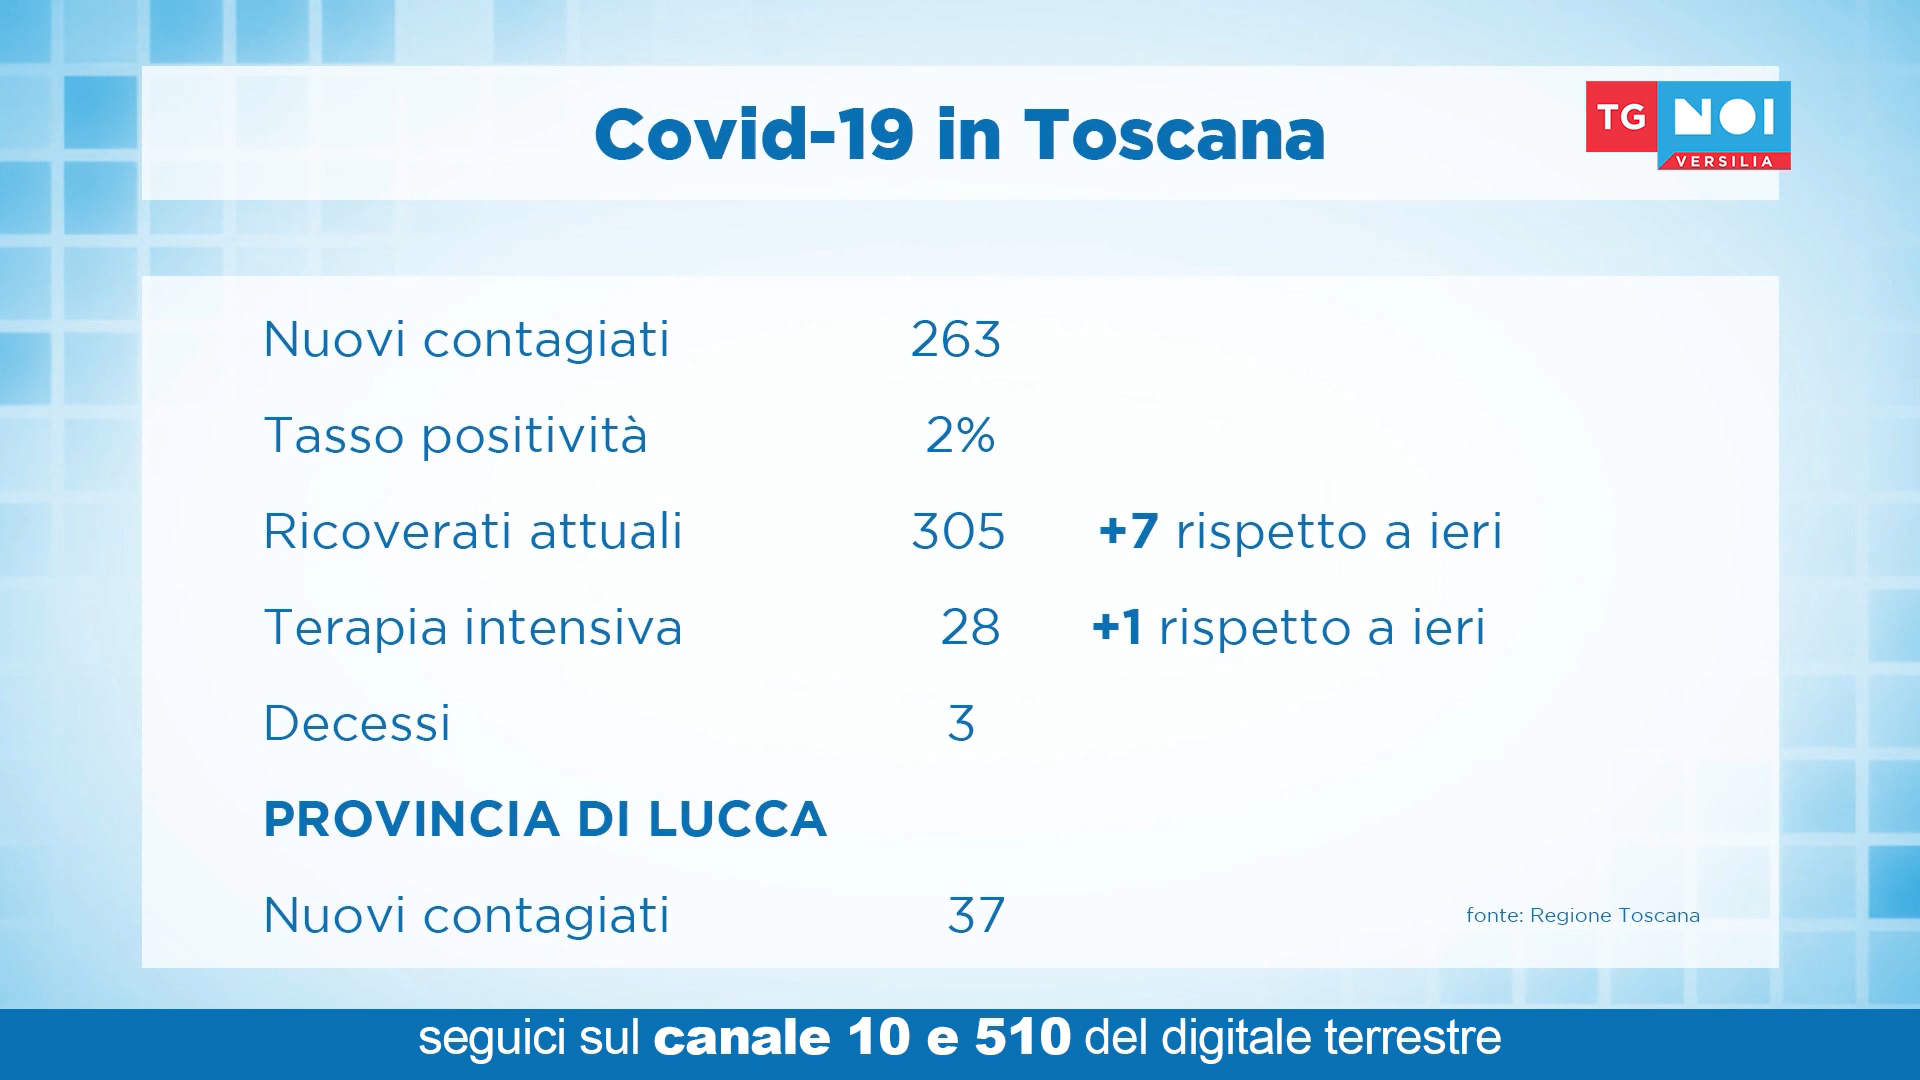 Covid-19 in Toscana
TG NOI
VERSILIA
Nuovi contagiati 263
Tasso positività 2%
Ricoverati attuali 305 +7 rispetto a ieri
Terapia intensiva 28 +1 rispetto a ieri
Decessi 3
PROVINCIA DI LUCCA
Nuovi contagiati 37
fonte: Regione Toscana
seguici sul canale 10 e 510 del digitale terrestre